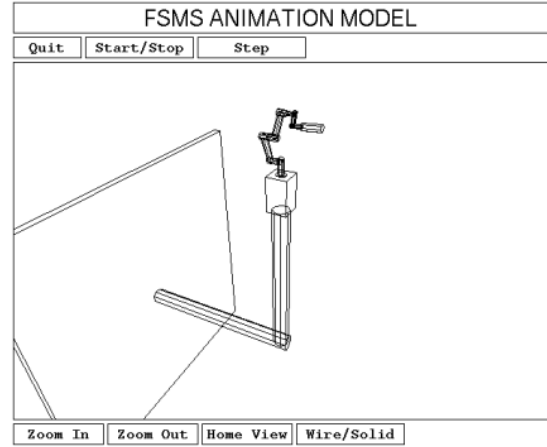 FSMS ANIMATION MODEL
Quit Start/Stop Step
Zoom In Zoom Out Home View Wire/Solid